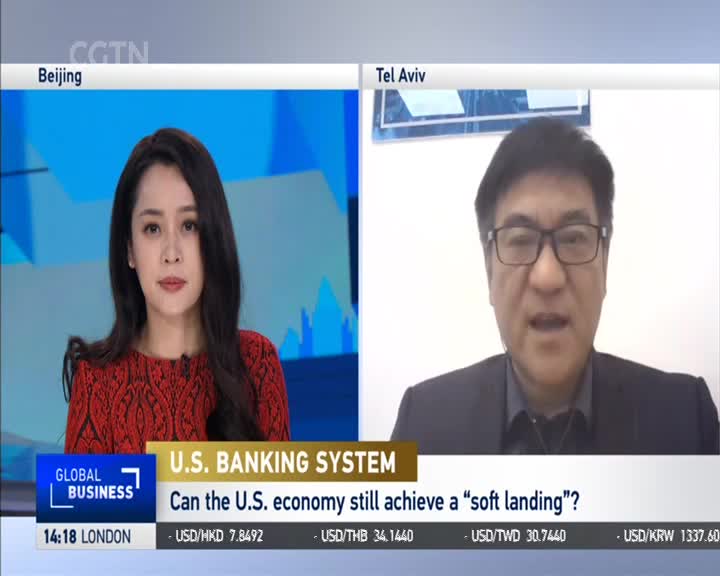 CGTN
Beijing
Tel Aviv
U.S. BANKING SYSTEM
GLOBAL
BUSINESS
Can the U.S. economy still achieve a “soft landing”?
14:18 LONDON
- USD/HKD 7.8492 - USD/THB 34.1440 - USD/TWD 30.7440 - USD/KRW 1337.60